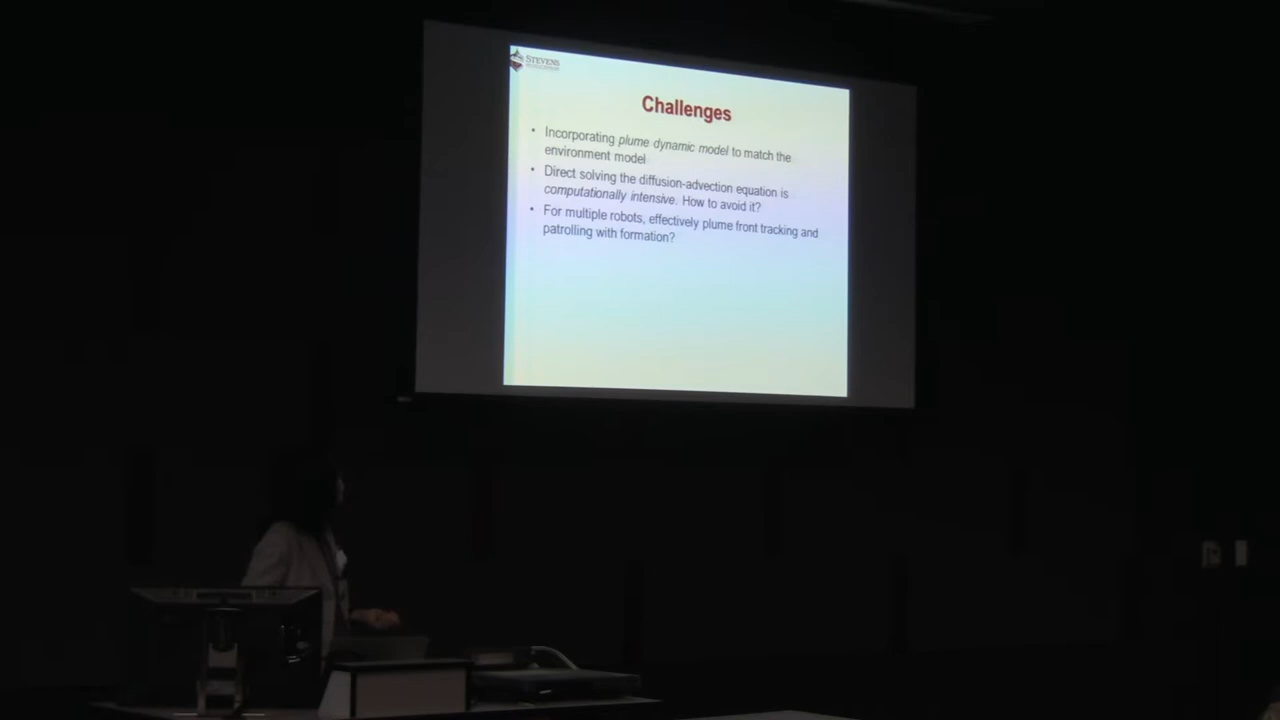 STEVENS
Challenges
• Incorporating plume dynamic model to match the
environment model
• Direct solving the diffusion-advection equation is
computationally intensive. How to avoid it?
• For multiple robots, effectively plume front tracking and
patrolling with formation?